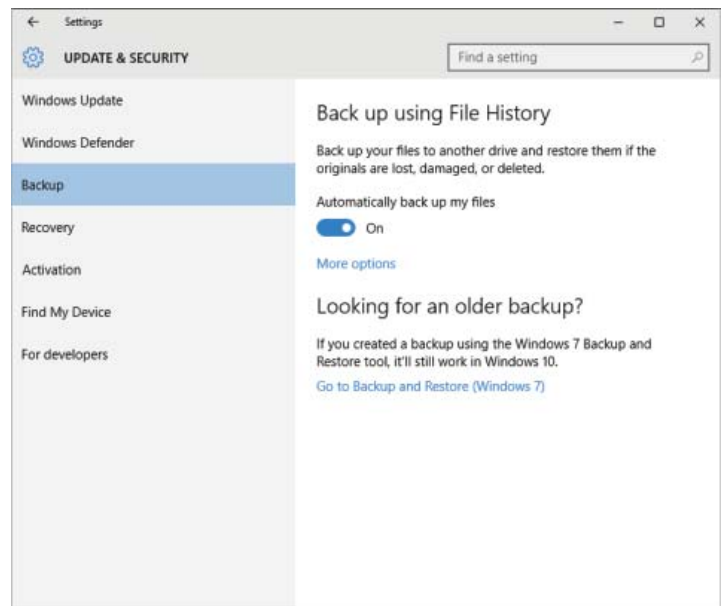 Settings
UPDATE & SECURITY
Find a setting
Windows Update
Windows Defender
Backup
Recovery
Activation
Find My Device
For developers
Back up using File History
Back up your files to another drive and restore them if the
originals are lost, damaged, or deleted.
Automatically back up my files
On
More options
Looking for an older backup?
If you created a backup using the Windows 7 Backup and
Restore tool, it'll still work in Windows 10.
Go to Backup and Restore (Windows 7)